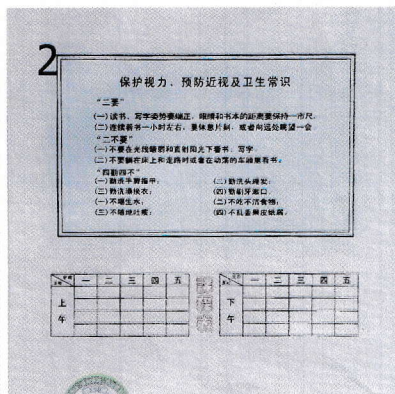 2
保护视力、预防近视及卫生常识
“二要”
(一)读书、写字姿势要端正，眼睛和书本的距离要保持一市尺。
(二)连续看书一小时左右，要休息片刻，或者向远处眺望一会
“二不要”
(一)不要在光线暗弱和直射阳光下看书、写字。
(二)不要躺在床上和走路时或者在动荡的车厢里看书。
“四勤四不”
(一)勤洗手剪指甲； (二)勤洗头理发；
(三)勤洗澡换衣； (四)勤刷牙漱口。
(一)不喝生水； (二)不吃不洁食物；
(三)不随地吐痰； (四)不乱丢果皮纸屑。
一 二 三 四 五
上午
一 二 三 四 五
下午